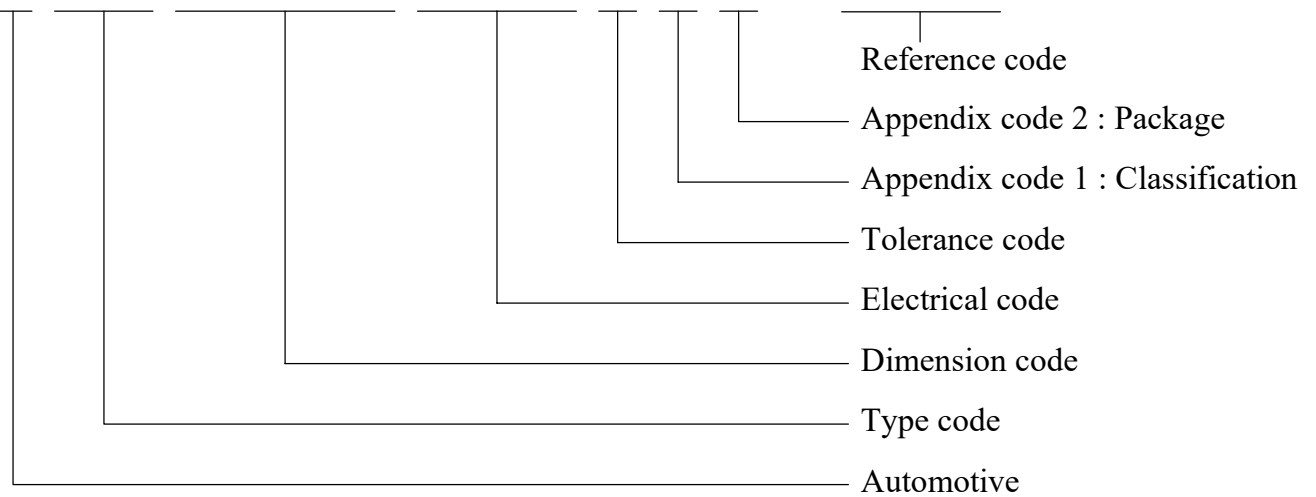 Reference code
Appendix code 2 : Package
Appendix code 1 : Classification
Tolerance code
Electrical code
Dimension code
Type code
Automotive